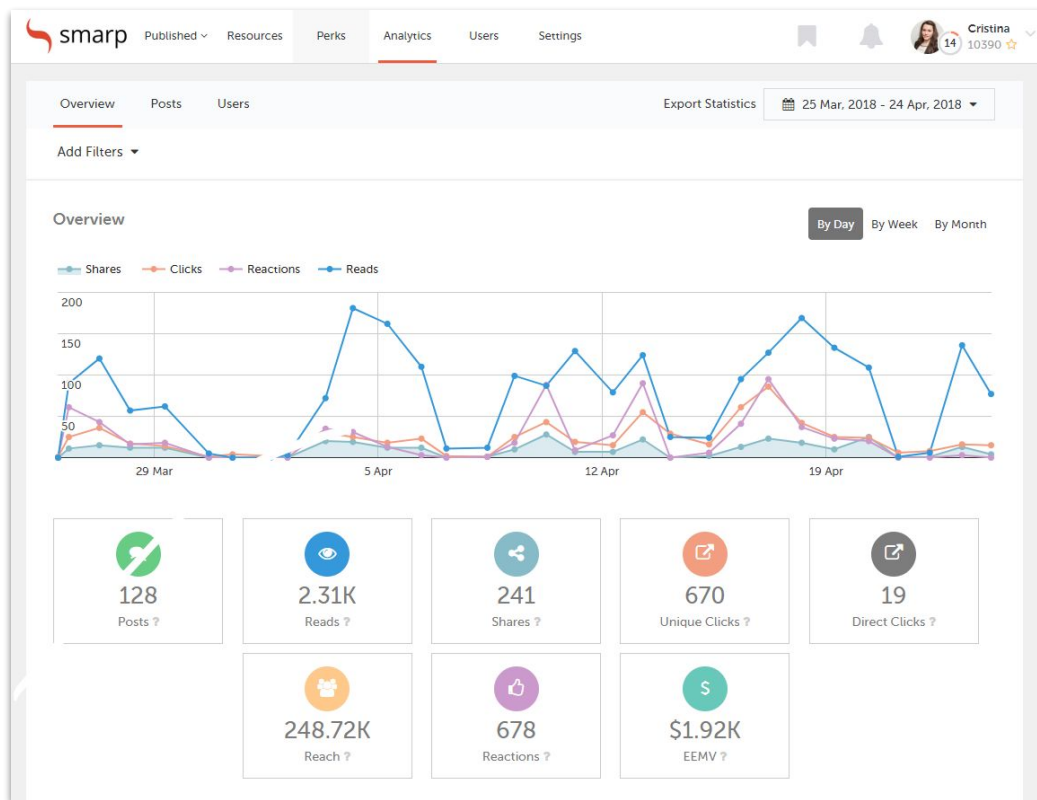 smarp Published Resources Perks Analytics Users Settings 14 Cristina
10390
Overview Posts Users Export Statistics 25 Mar, 2018 - 24 Apr, 2018
Add Filters
Overview
By Day By Week By Month
Shares Clicks Reactions Reads
200
150
100
50
29 Mar 5 Apr 12 Apr 19 Apr
128 2.31K 241 670 19
Posts ? Reads ? Shares ? Unique Clicks ? Direct Clicks ?
248.72K 678 $1.92K
Reach ? Reactions ? EEMV ?